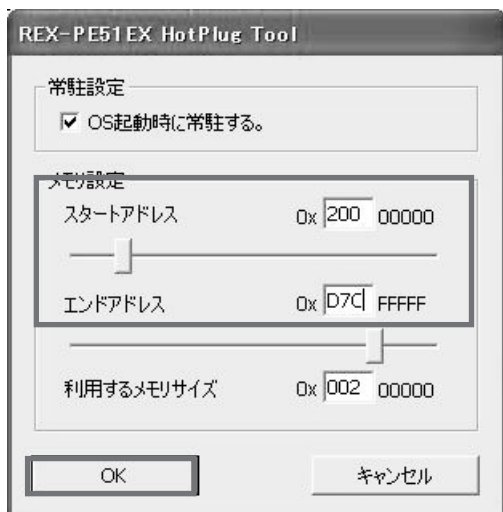 REX-PE51EX HotPlug Tool
常駐設定
OS起動時に常駐する。
メモリ設定
スタートアドレス 0x 200 00000
エンドアドレス 0x D7C FFFFF
利用するメモリサイズ 0x 002 00000
OK キャンセル